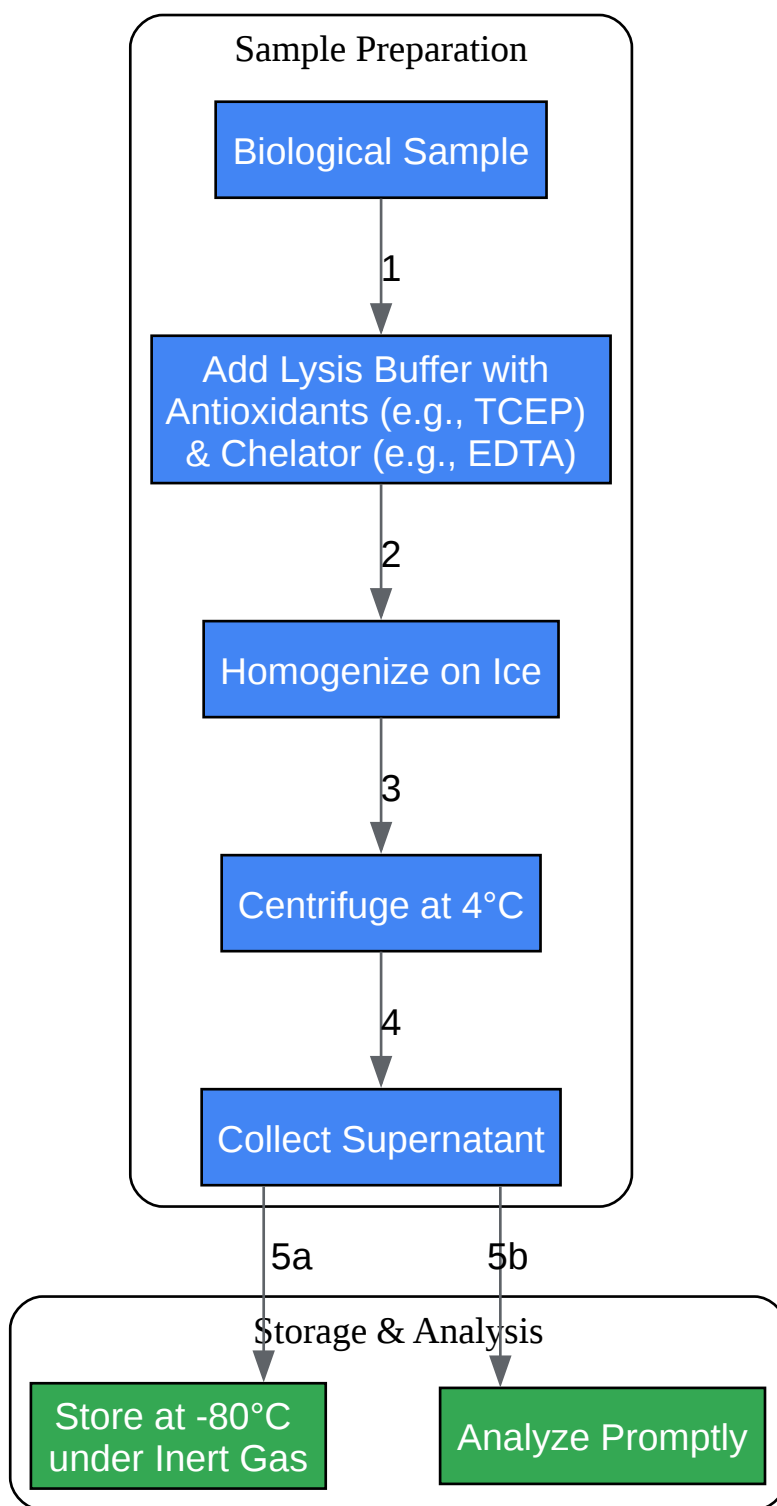 Sample Preparation
Biological Sample
1
Add Lysis Buffer with
Antioxidants (e.g., TCEP)
& Chelator (e.g., EDTA)
2
Homogenize on Ice
3
Centrifuge at 4°C
4
Collect Supernatant
5a
5b
Storage & Analysis
Store at -80°C
under Inert Gas
Analyze Promptly